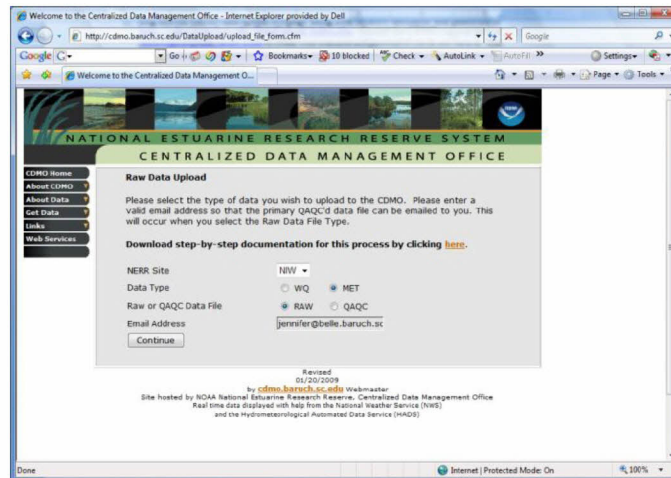 Welcome to the Centralized Data Management Office - Internet Explorer provided by Dell
http://cdmo.baruch.sc.edu/DataUpload/upload_file_form.cfm
Google
Google G Go Bookmarks 10 blocked Check AutoLink AutoFill Settings
Welcome to the Centralized Data Management O... Page Tools
NATIONAL ESTUARINE RESEARCH RESERVE SYSTEM
CENTRALIZED DATA MANAGEMENT OFFICE
CDMO Home
About CDMO
About Data
Get Data
Links
Web Services
Raw Data Upload
Please select the type of data you wish to upload to the CDMO. Please enter a
valid email address so that the primary QAQC'd data file can be emailed to you. This
will occur when you select the Raw Data File Type.
Download step-by-step documentation for this process by clicking here.
NERR Site NIW
Data Type WQ MET
Raw or QAQC Data File RAW QAQC
Email Address jennifer@belle.baruch.sc
Continue
Revised
01/20/2009
by cdmo.baruch.sc.edu Webmaster
Site hosted by NOAA National Estuarine Research Reserve, Centralized Data Management Office
Real time data displayed with help from the National Weather Service (NWS)
and the Hydrometeorological Automated Data Service (HADS)
Done Internet | Protected Mode: On 100%